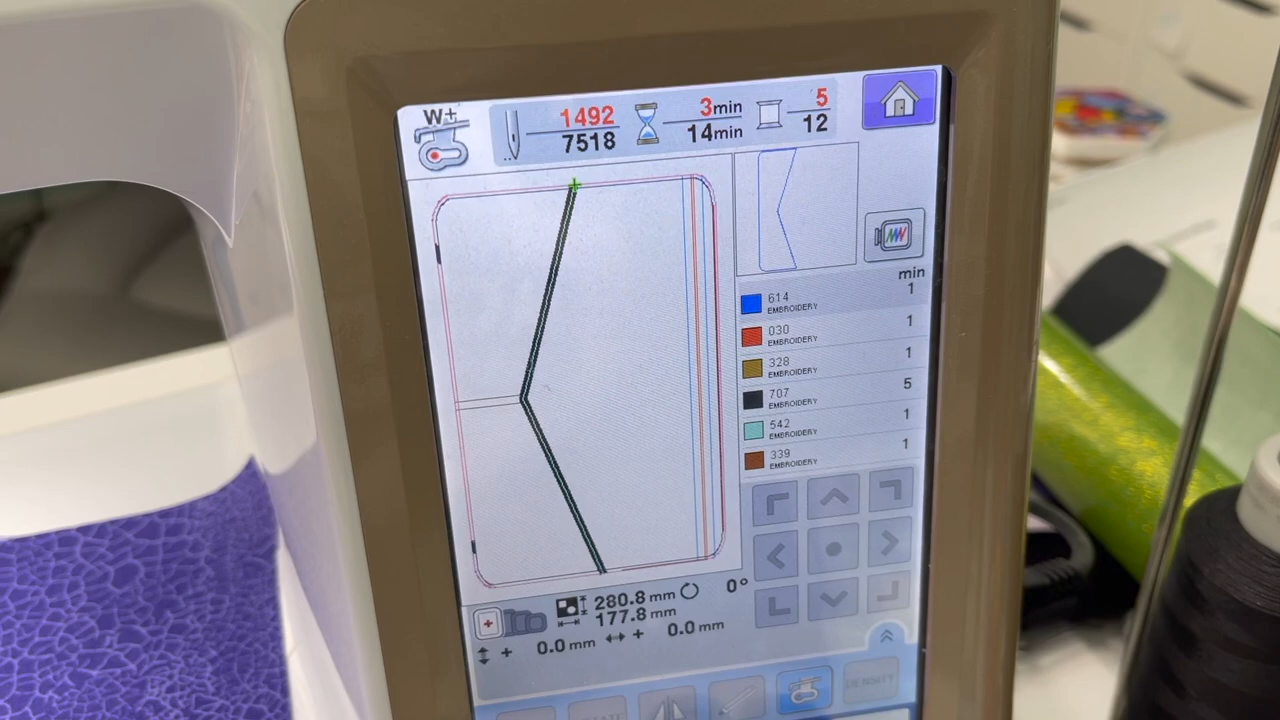 W+
1492
7518
3min
14min
5
12
min
614
EMBROIDERY
1
030
EMBROIDERY
1
328
EMBROIDERY
1
707
EMBROIDERY
5
542
EMBROIDERY
1
339
EMBROIDERY
1
280.8 mm 0°
177.8 mm
+ 0.0 mm + 0.0 mm
DENSITY